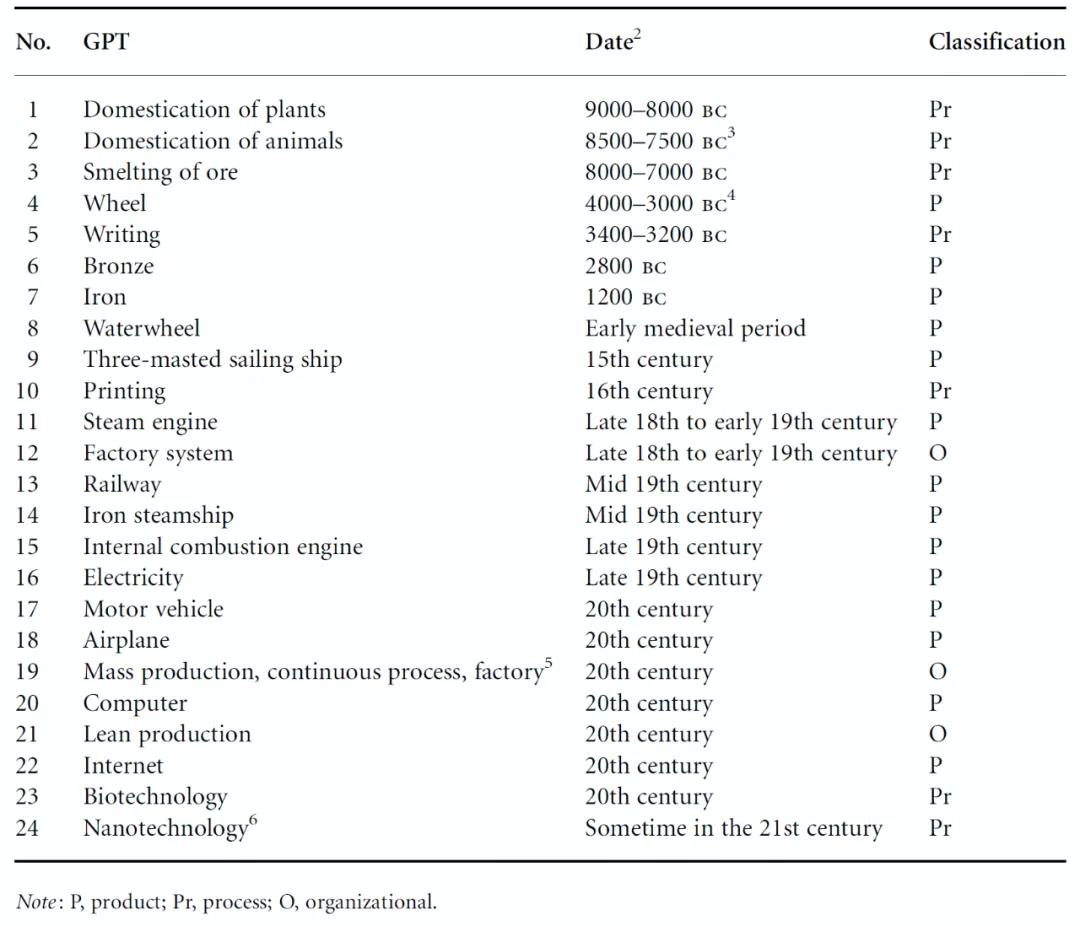 No. GPT Date2 Classification
1 Domestication of plants 9000–8000 BC Pr
2 Domestication of animals 8500–7500 BC3 Pr
3 Smelting of ore 8000–7000 BC Pr
4 Wheel 4000–3000 BC4 P
5 Writing 3400–3200 BC Pr
6 Bronze 2800 BC P
7 Iron 1200 BC P
8 Waterwheel Early medieval period P
9 Three-masted sailing ship 15th century P
10 Printing 16th century Pr
11 Steam engine Late 18th to early 19th century P
12 Factory system Late 18th to early 19th century O
13 Railway Mid 19th century P
14 Iron steamship Mid 19th century P
15 Internal combustion engine Late 19th century P
16 Electricity Late 19th century P
17 Motor vehicle 20th century P
18 Airplane 20th century P
19 Mass production, continuous process, factory5 20th century O
20 Computer 20th century P
21 Lean production 20th century O
22 Internet 20th century P
23 Biotechnology 20th century Pr
24 Nanotechnology6 Sometime in the 21st century Pr
Note: P, product; Pr, process; O, organizational.